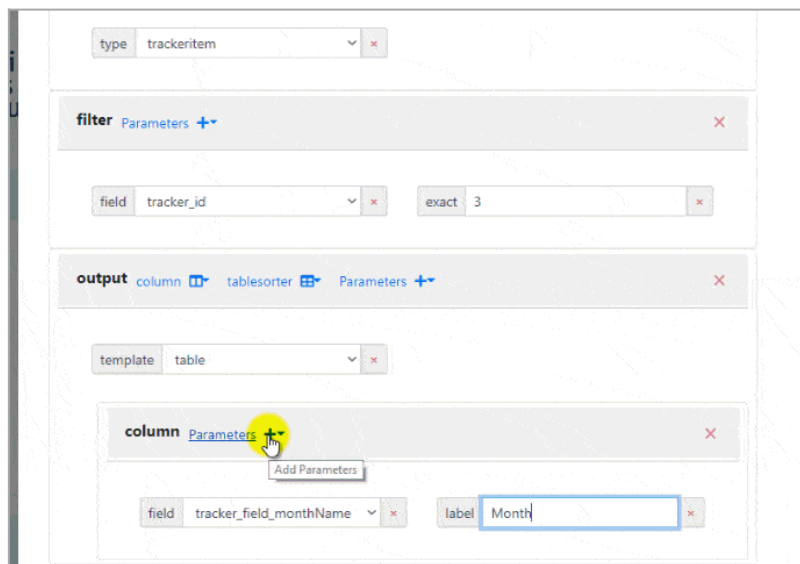 type trackeritem
filter Parameters
field tracker_id exact 3
output column tablesorter Parameters
template table
column Parameters
Add Parameters
field tracker_field_monthName label Month